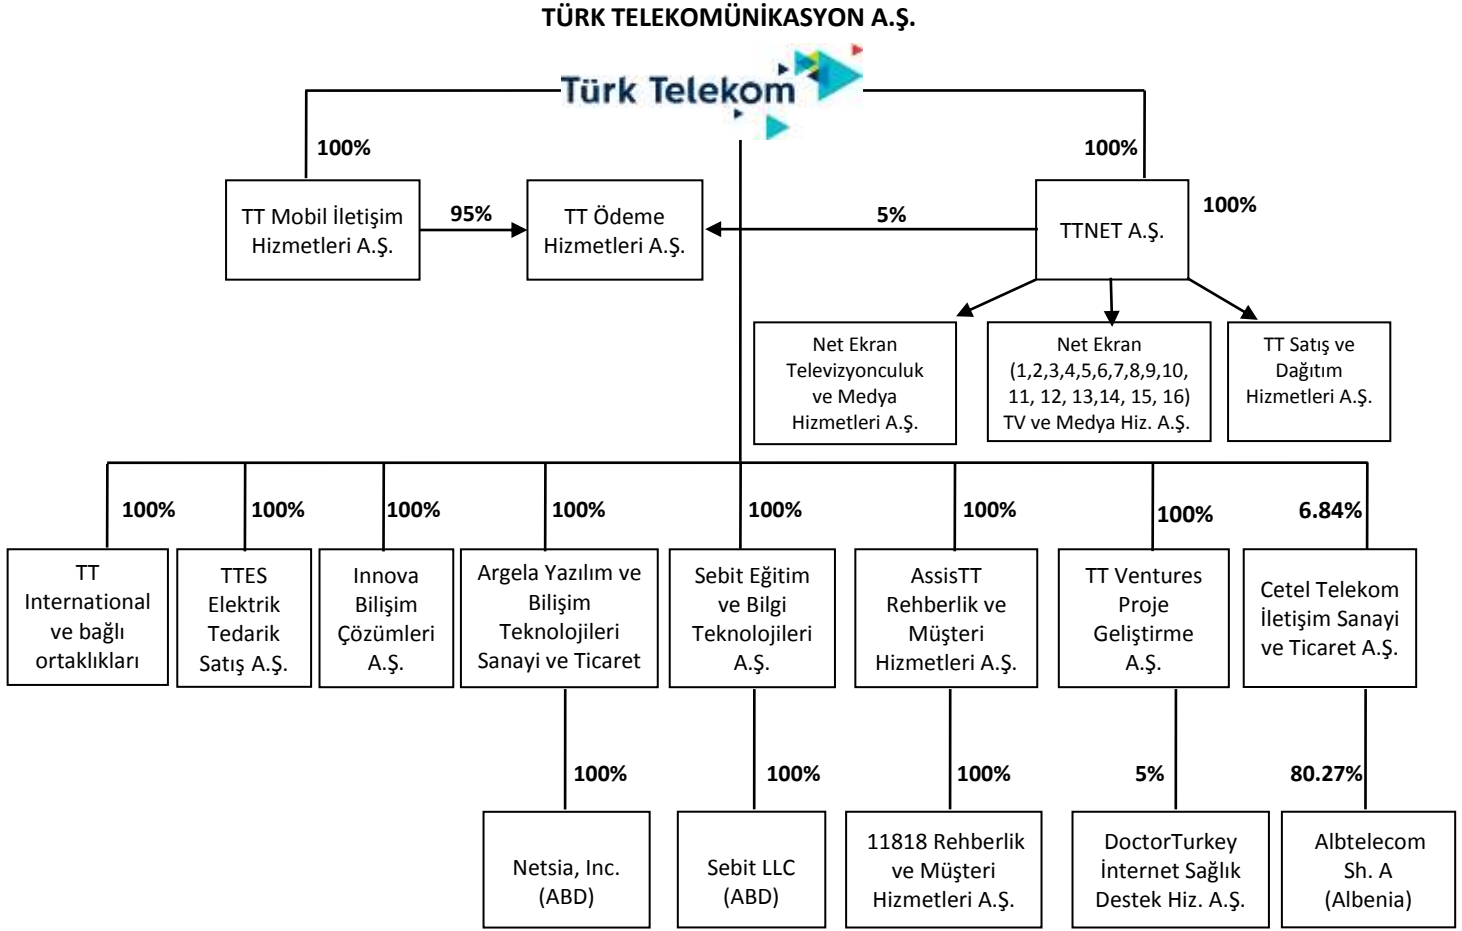 TÜRK TELEKOMÜNİKASYON A.Ş.
Türk Telekom
100%
100%
TT Mobil İletişim
Hizmetleri A.Ş.
95%
TT Ödeme
Hizmetleri A.Ş.
5%
TTNET A.Ş.
100%
Net Ekran
Televizyonculuk
ve Medya
Hizmetleri A.Ş.
Net Ekran
(1,2,3,4,5,6,7,8,9,10,
11, 12, 13,14, 15, 16)
TV ve Medya Hiz. A.Ş.
TT Satış ve
Dağıtım
Hizmetleri A.Ş.
100%
100%
100%
100%
100%
100%
100%
6.84%
TT
International
ve bağlı
ortaklıkları
TTES
Elektrik
Tedarik
Satış A.Ş.
Innova
Bilişim
Çözümleri
A.Ş.
Argela Yazılım ve
Bilişim
Teknolojileri
Sanayi ve Ticaret
Sebit Eğitim
ve Bilgi
Teknolojileri
A.Ş.
AssisTT
Rehberlik ve
Müşteri
Hizmetleri A.Ş.
TT Ventures
Proje
Geliştirme
A.Ş.
Cetel Telekom
İletişim Sanayi
ve Ticaret A.Ş.
100%
100%
100%
5%
80.27%
Netsia, Inc.
(ABD)
Sebit LLC
(ABD)
11818 Rehberlik
ve Müşteri
Hizmetleri A.Ş.
DoctorTurkey
İnternet Sağlık
Destek Hiz. A.Ş.
Albtelecom
Sh. A
(Albenia)